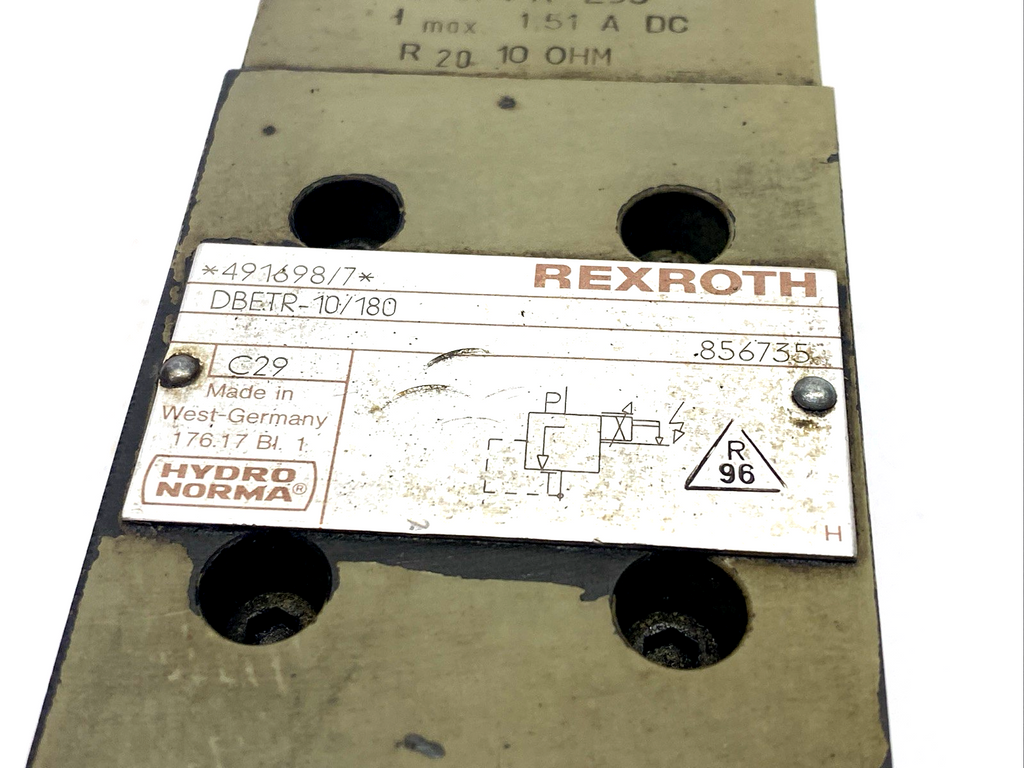 I max 1.51 A DC
R 20 10 OHM
*491698/7*
REXROTH
DBETR-10/180
856735
C29
Made in
West-Germany
176.17 Bl. 1
HYDRO
NORMA®
P
R
96
H